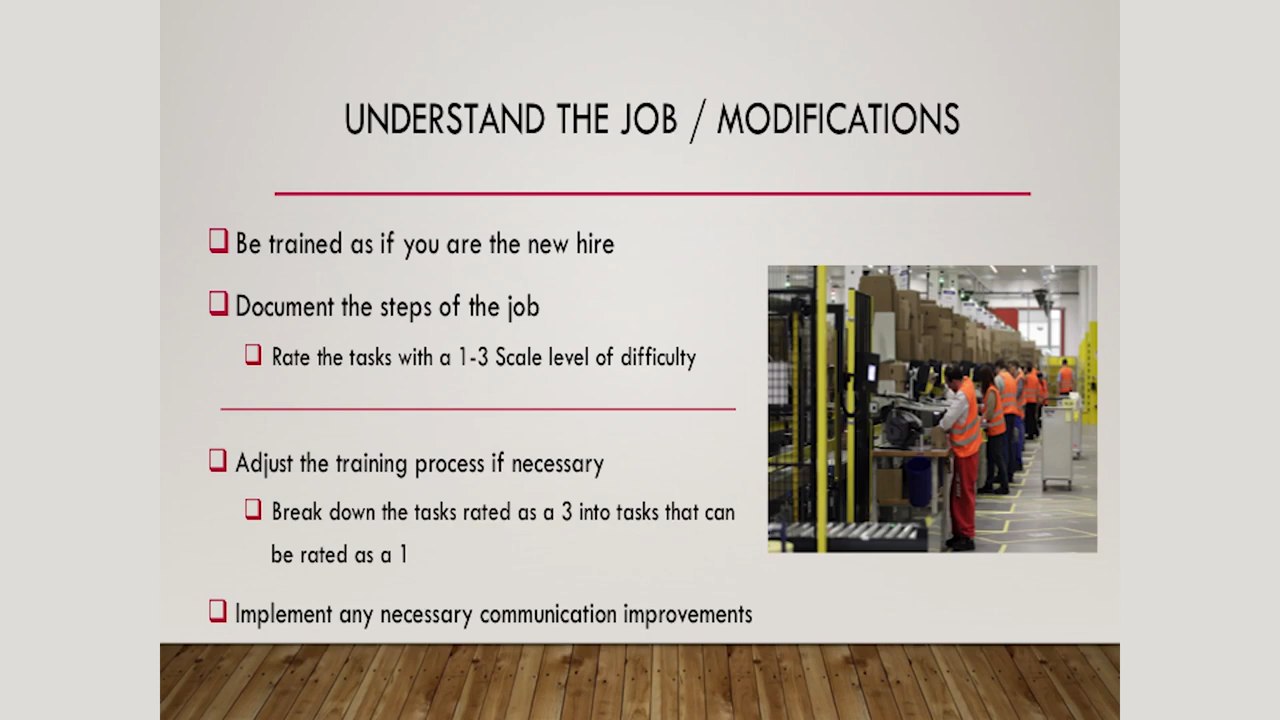 UNDERSTAND THE JOB / MODIFICATIONS
Be trained as if you are the new hire
Document the steps of the job
Rate the tasks with a 1-3 Scale level of difficulty
Adjust the training process if necessary
Break down the tasks rated as a 3 into tasks that can
be rated as a 1
Implement any necessary communication improvements